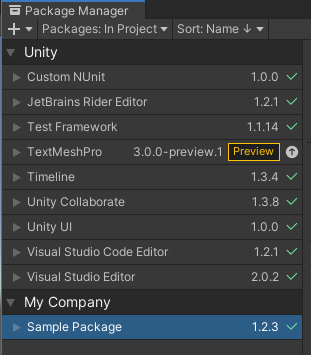 Package Manager
Packages: In Project Sort: Name ↓
Unity
Custom NUnit 1.0.0
JetBrains Rider Editor 1.2.1
Test Framework 1.1.14
TextMeshPro 3.0.0-preview.1 Preview
Timeline 1.3.4
Unity Collaborate 1.3.8
Unity UI 1.0.0
Visual Studio Code Editor 1.2.1
Visual Studio Editor 2.0.2
My Company
Sample Package 1.2.3